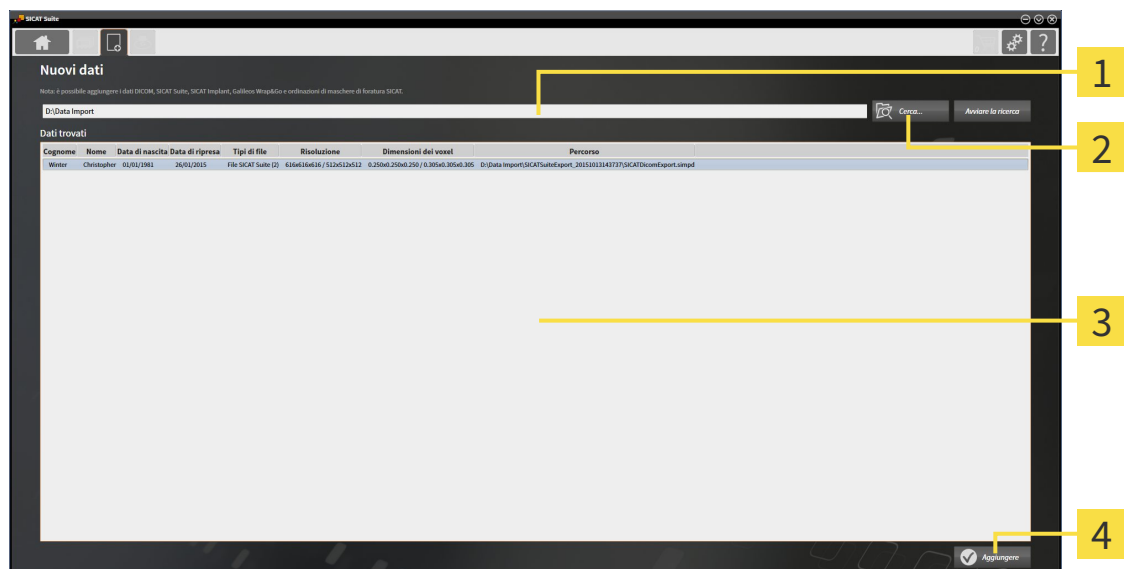 SICAT Suite
?
Nuovi dati
1
Nota: è possibile aggiungere i dati DICOM, SICAT Suite, SICAT Implant, Galileos Wrap&Go e ordinazioni di maschere di foratura SICAT.
D:\Data Import
Cerca...
Avviare la ricerca
2
Dati trovati
Cognome Nome Data di nascita Data di ripresa Tipi di file Risoluzione Dimensioni dei voxel Percorso
Winter Christopher 01/01/1981 26/01/2015 File SICAT Suite (2) 616x616x616 / 512x512x512 0.250x0.250x0.250 / 0.305x0.305x0.305 D:\Data Import\SICATSuiteExport_20151013143737\SICATDicomExport.simpd
3
4
Aggiungere